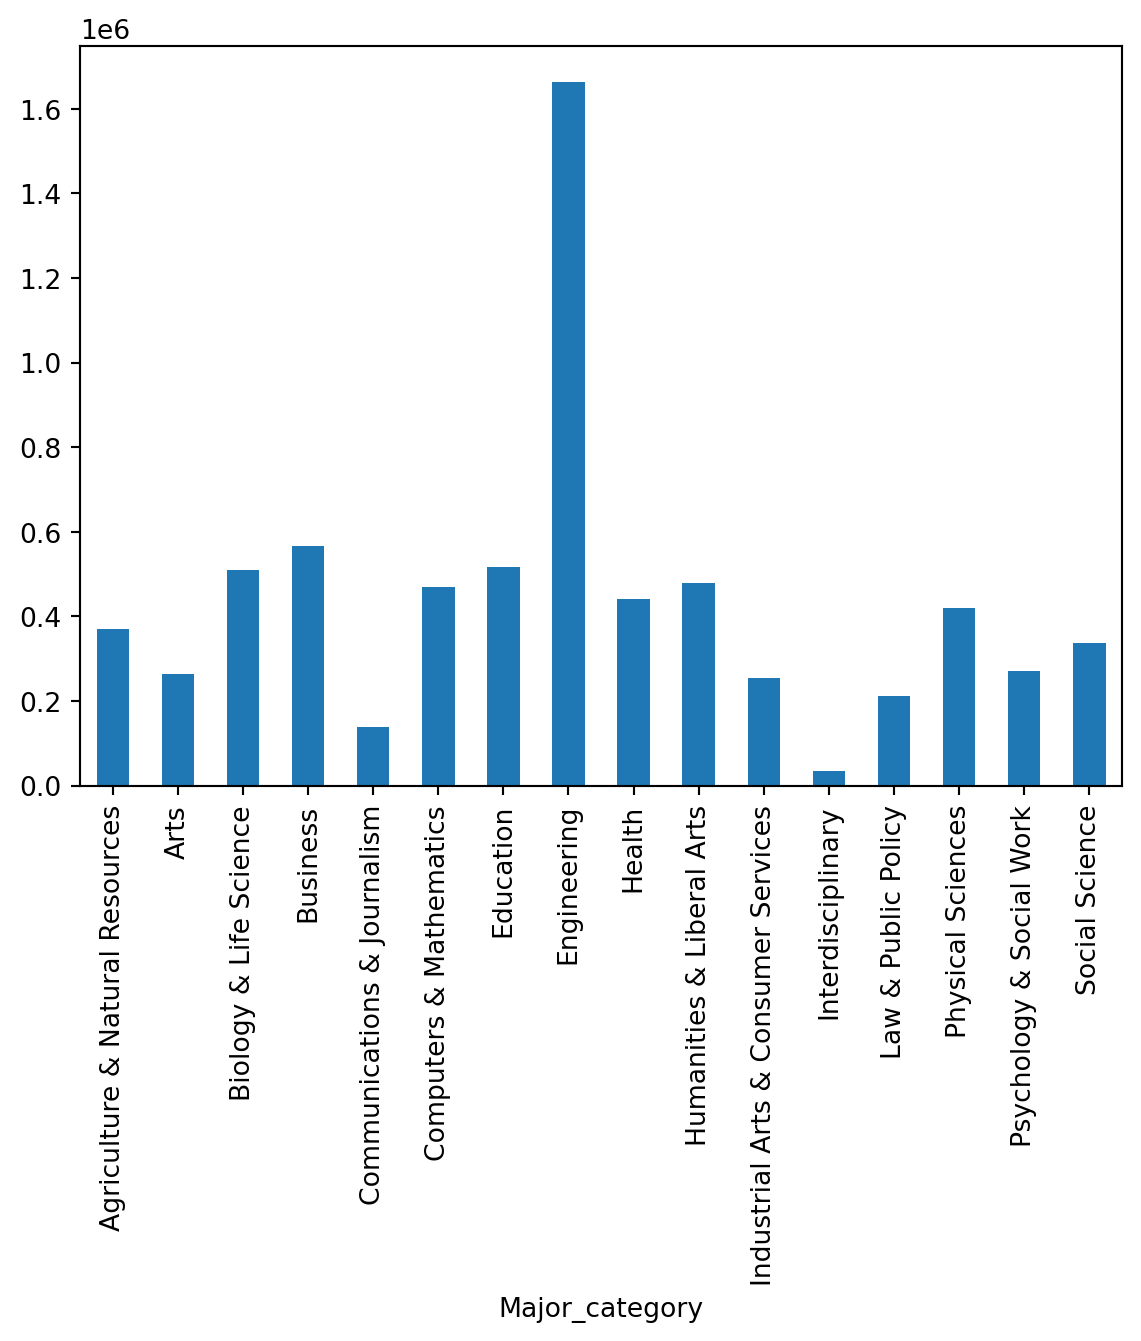 1e6
1.6
1.4
1.2
1.0
0.8
0.6
0.4
0.2
0.0
Agriculture & Natural Resources
Arts
Biology & Life Science
Business
Communications & Journalism
Computers & Mathematics
Education
Engineering
Health
Humanities & Liberal Arts
Industrial Arts & Consumer Services
Interdisciplinary
Law & Public Policy
Physical Sciences
Psychology & Social Work
Social Science
Major_category